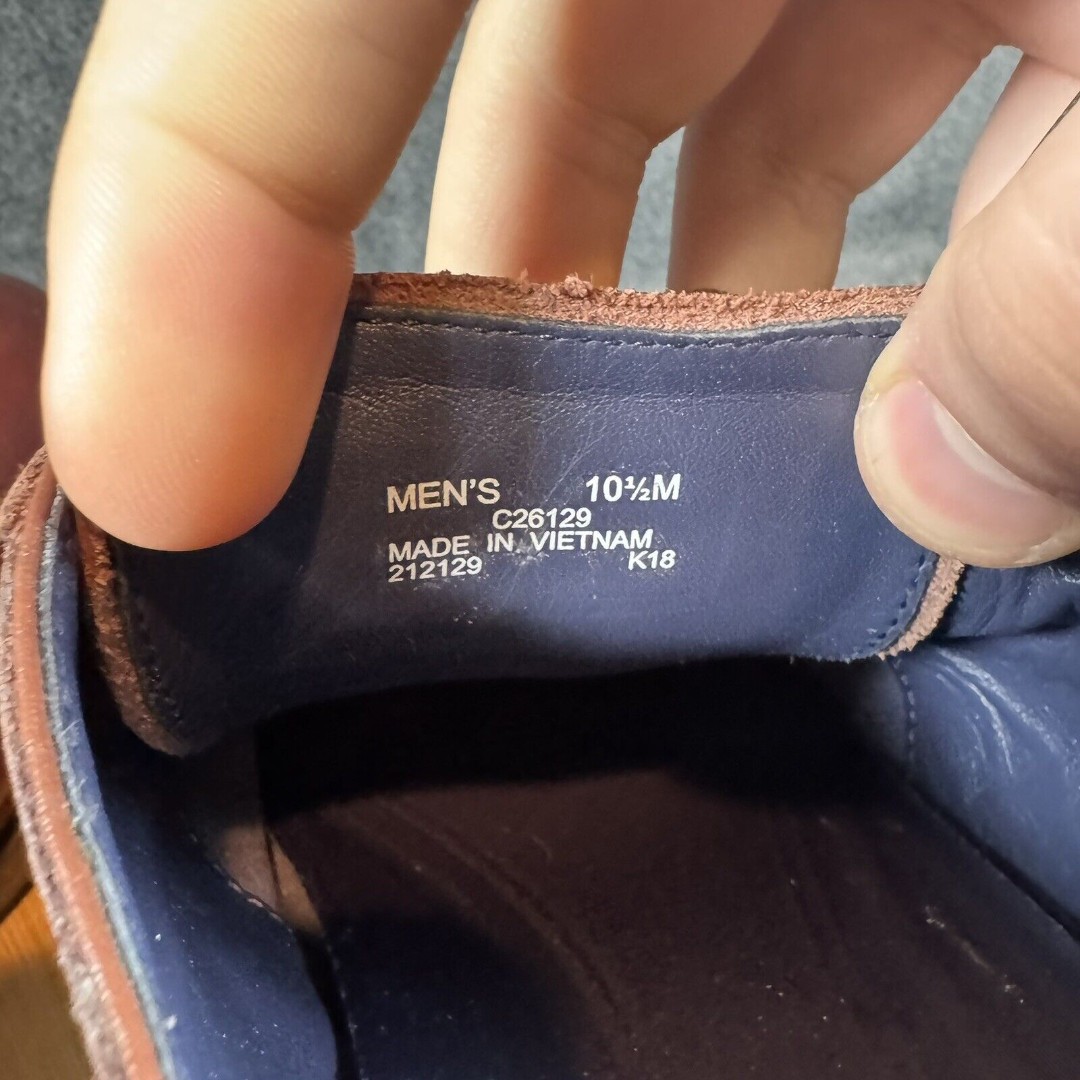 MEN'S 10½M
C26129
MADE IN VIETNAM
212129 K18